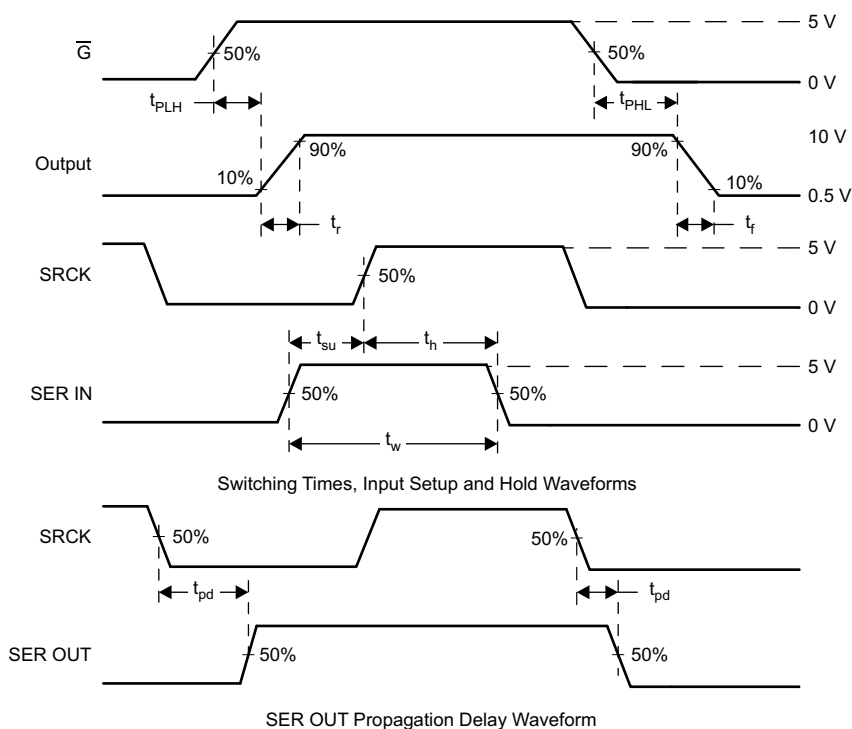 5 V
G̅
50%
50%
0 V
tPLH
tPHL
10 V
Output
90%
90%
10%
10%
0.5 V
tr
tf
5 V
SRCK
50%
0 V
tsu
th
5 V
SER IN
50%
50%
0 V
tw
Switching Times, Input Setup and Hold Waveforms
SRCK
50%
50%
tpd
tpd
SER OUT
50%
50%
SER OUT Propagation Delay Waveform